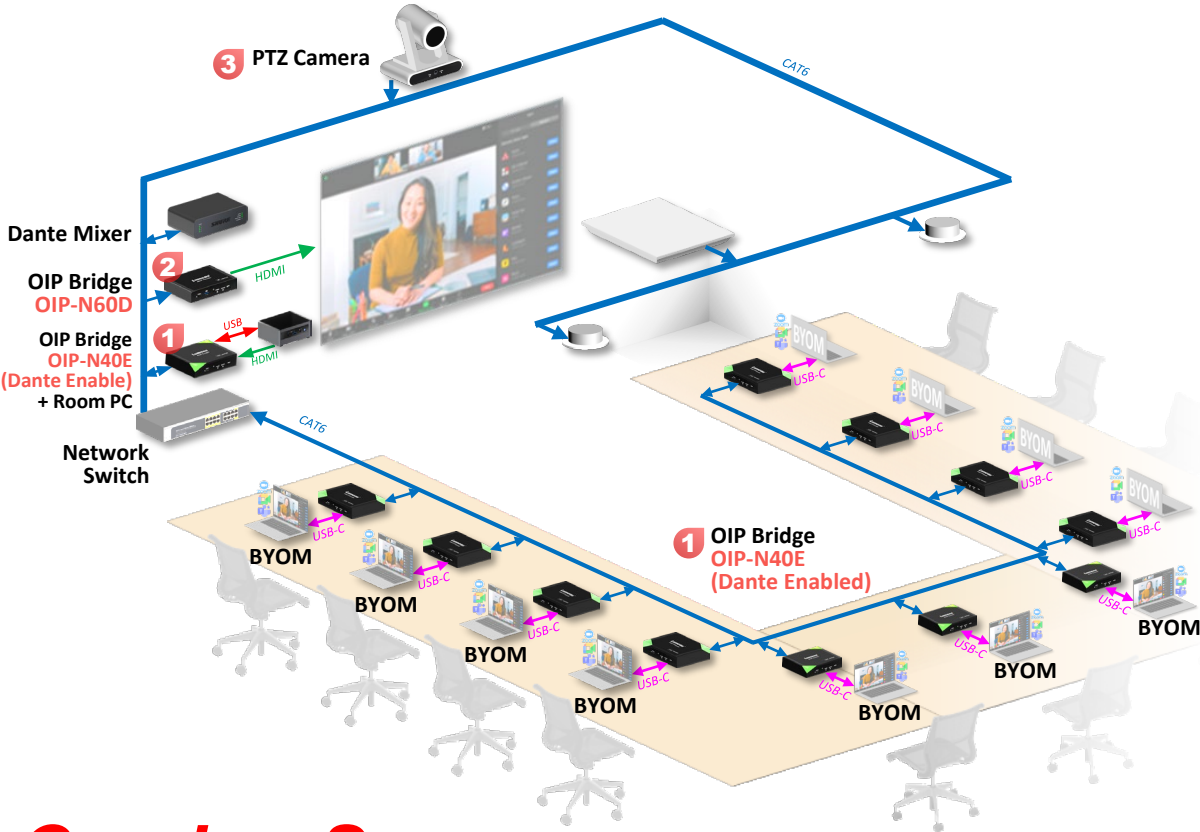 3 PTZ Camera
CAT6
Dante Mixer
2
OIP Bridge
OIP-N60D
HDMI
1
OIP Bridge
OIP-N40E
(Dante Enable)
+ Room PC
USB
HDMI
Network
Switch
CAT6
BYOM
USB-C
BYOM
USB-C
BYOM
USB-C
BYOM
USB-C
1 OIP Bridge
OIP-N40E
(Dante Enabled)
USB-C
BYOM
USB-C
BYOM
USB-C
BYOM
USB-C
BYOM
USB-C
BYOM
USB-C
BYOM
USB-C
BYOM